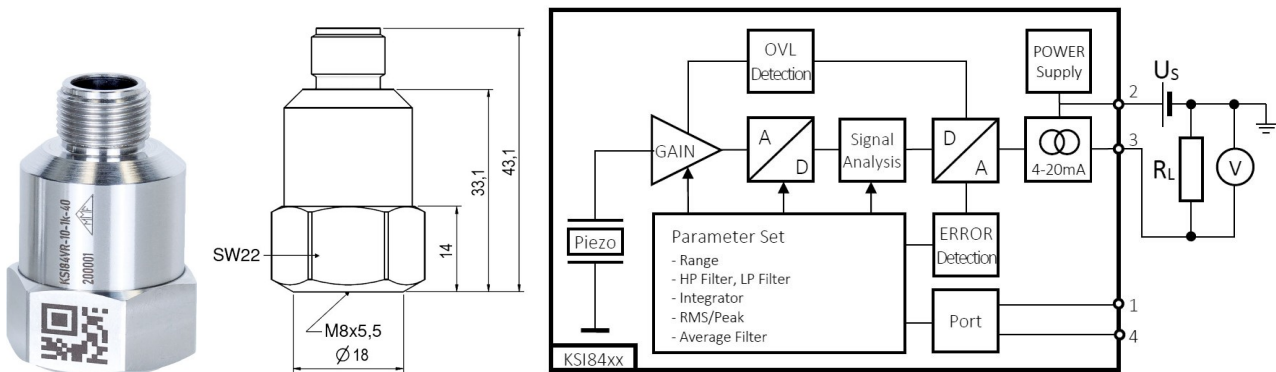 KSI84VR-10-1k-40
200001
MMF
43,1
33,1
14
SW22
M8x5,5
Ø 18
OVL
Detection
POWER
Supply
GAIN
A
D
Signal
Analysis
D
A
4-20mA
Piezo
Parameter Set
- Range
- HP Filter, LP Filter
- Integrator
- RMS/Peak
- Average Filter
ERROR
Detection
Port
KSI84xx
2
3
1
4
US
RL
V